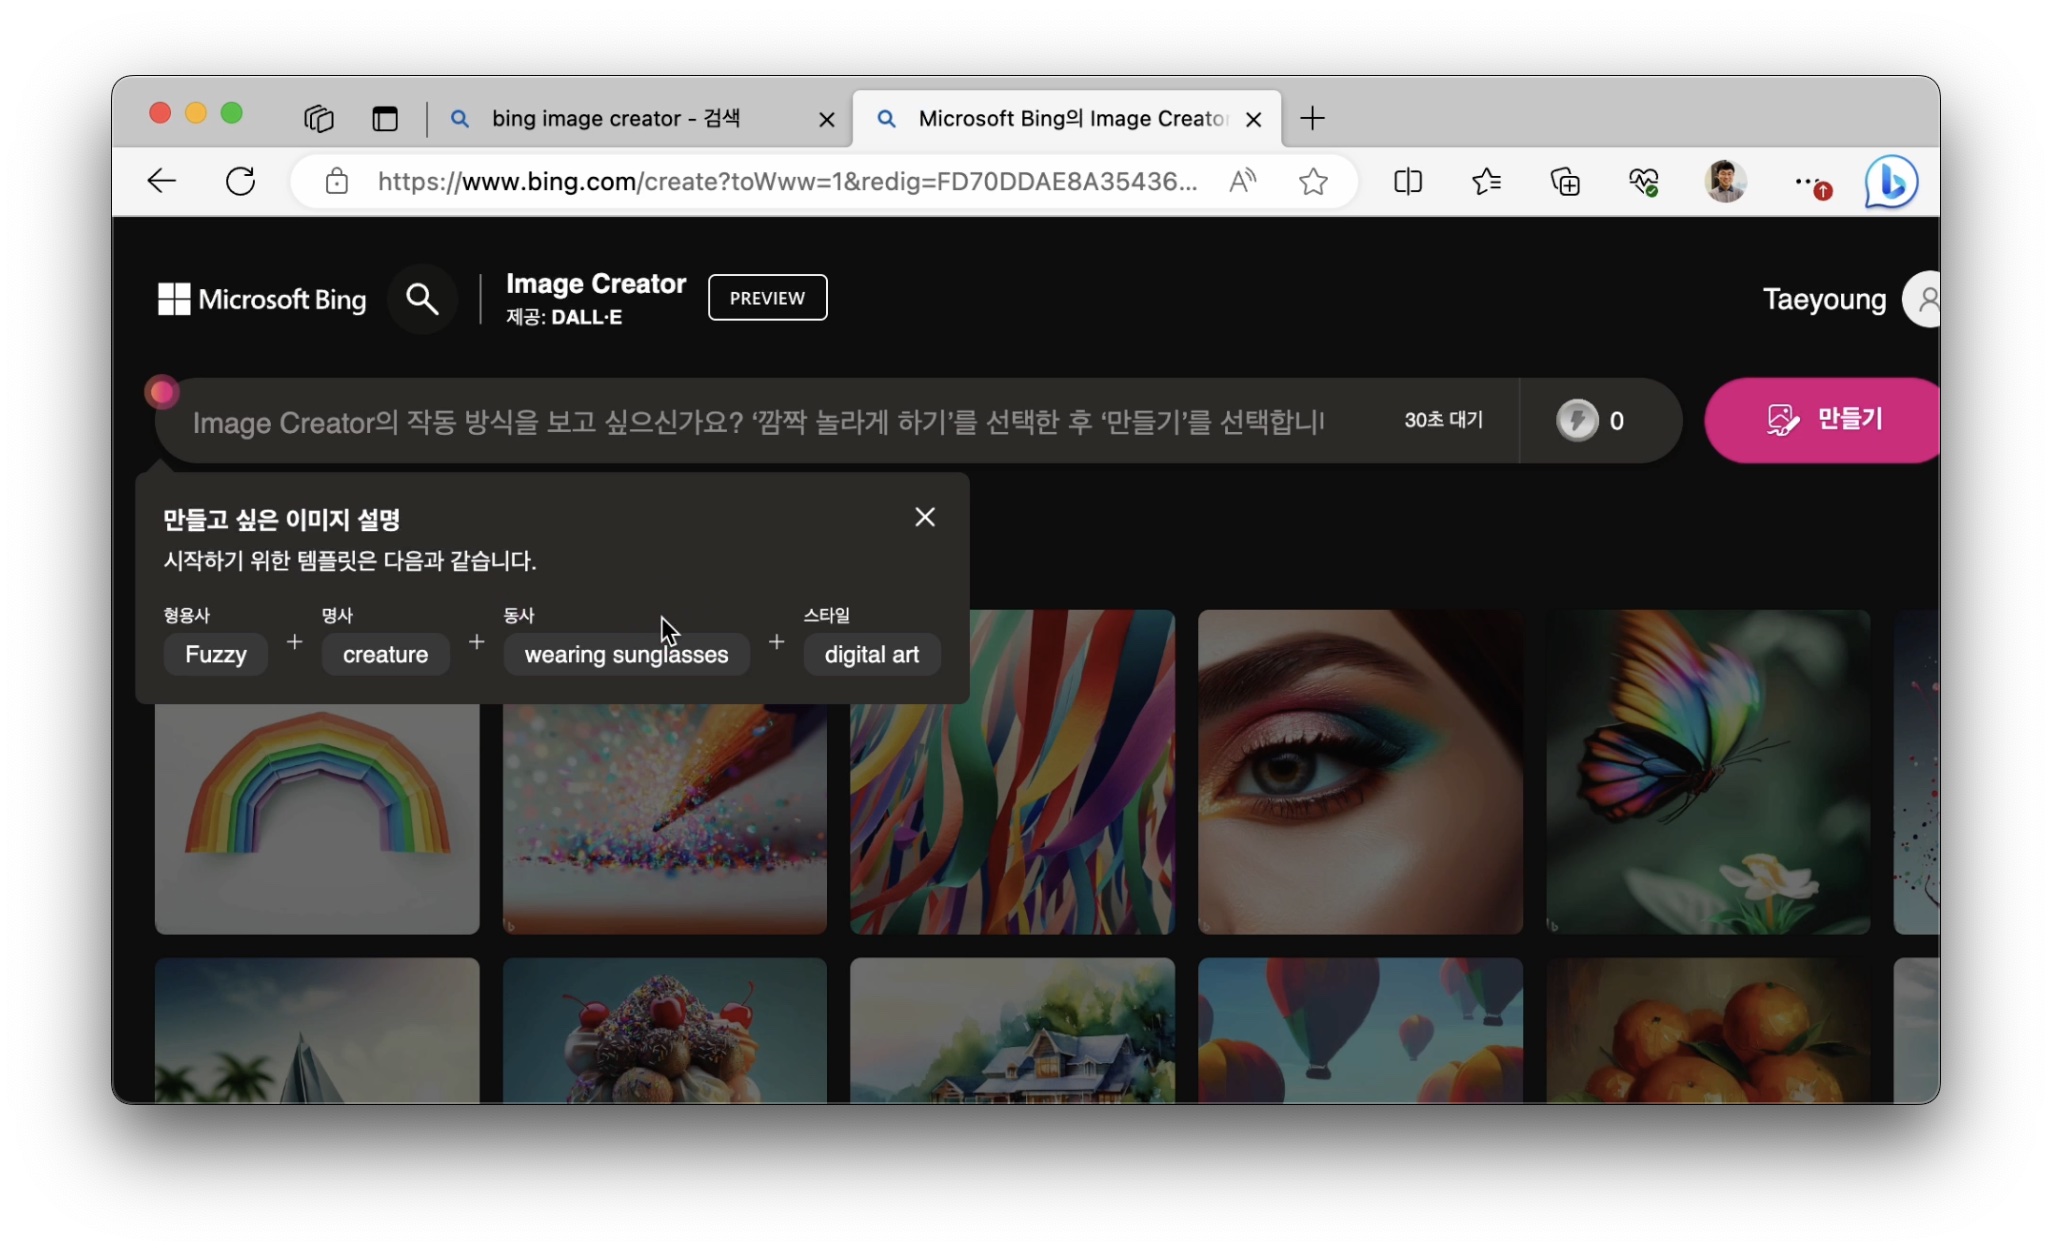 bing image creator - 검색
Microsoft Bing의 Image Creator
https://www.bing.com/create?toWww=1&redig=FD70DDAE8A35436...
Microsoft Bing
Image Creator
제공: DALL·E
PREVIEW
Taeyoung
Image Creator의 작동 방식을 보고 싶으신가요? ‘깜짝 놀라게 하기’를 선택한 후 ‘만들기’를 선택합니
30초 대기
0
만들기
만들고 싶은 이미지 설명
시작하기 위한 템플릿은 다음과 같습니다.
형용사 명사 동사 스타일
Fuzzy + creature + wearing sunglasses + digital art